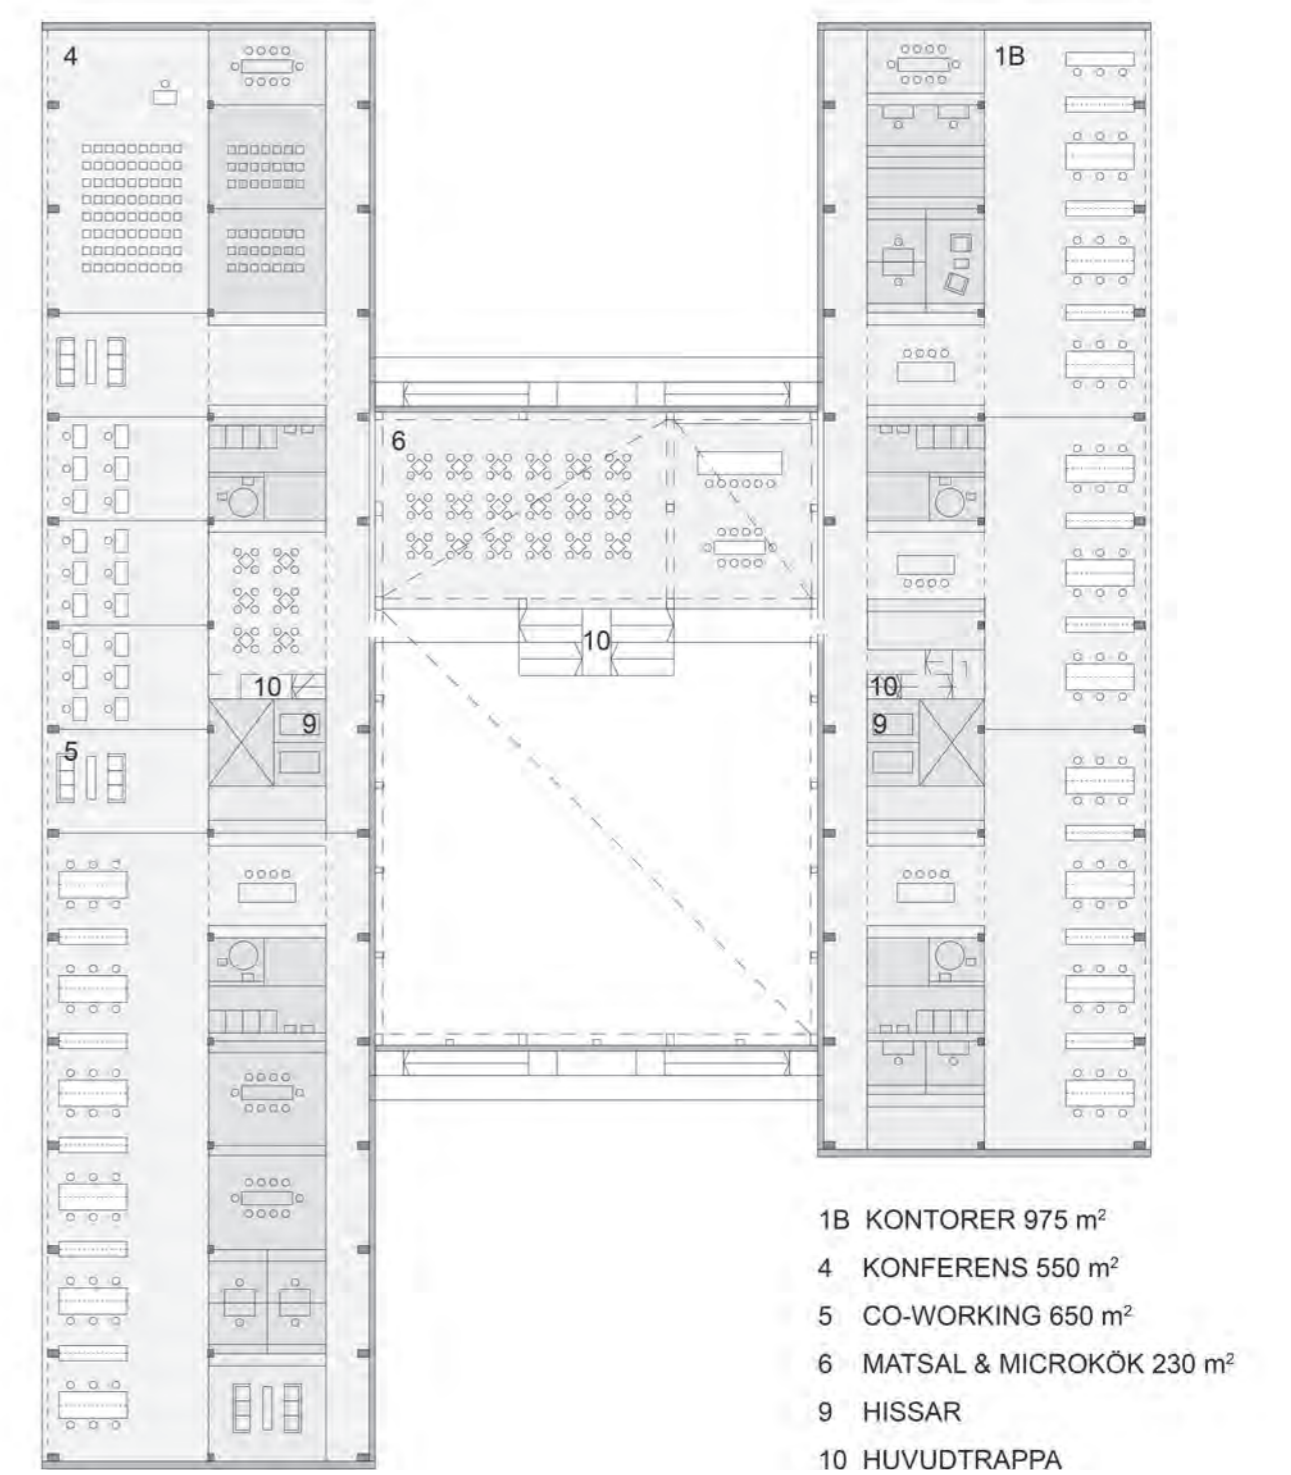 4
1B
6
10
10
9
10
9
5
1B KONTORER 975 m²
4 KONFERENS 550 m²
5 CO-WORKING 650 m²
6 MATSAL & MICROKÖK 230 m²
9 HISSAR
10 HUVUDTRAPPA